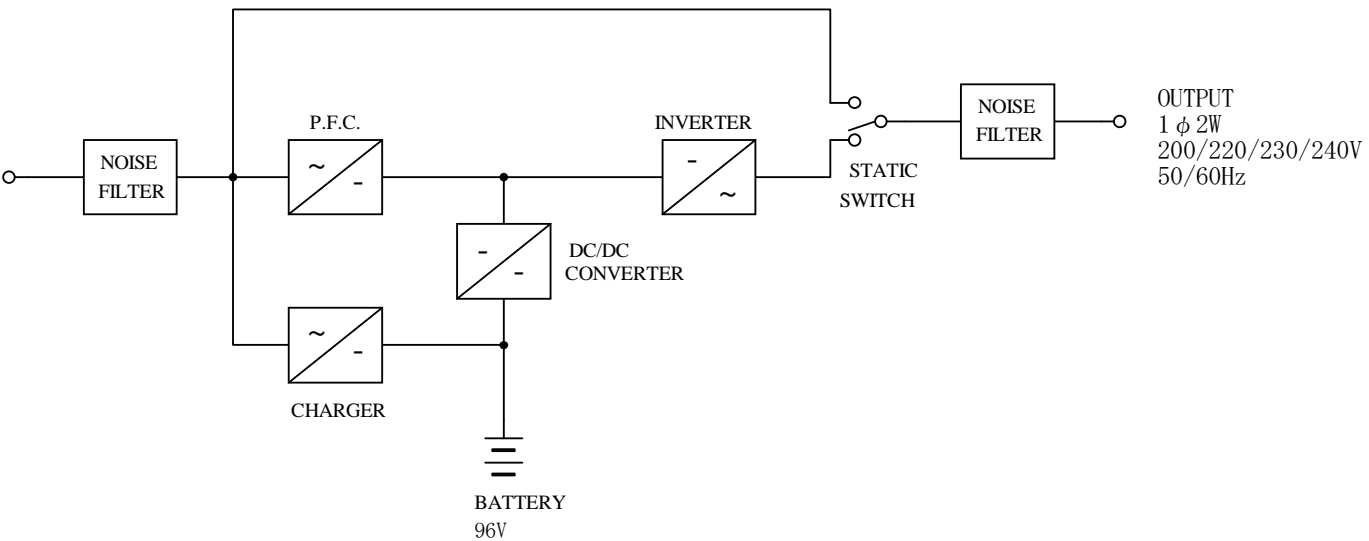 NOISE
FILTER
P.F.C.
~
-
CHARGER
~
-
DC/DC
CONVERTER
-
-
BATTERY
96V
INVERTER
-
~
STATIC
SWITCH
NOISE
FILTER
OUTPUT
1φ2W
200/220/230/240V
50/60Hz